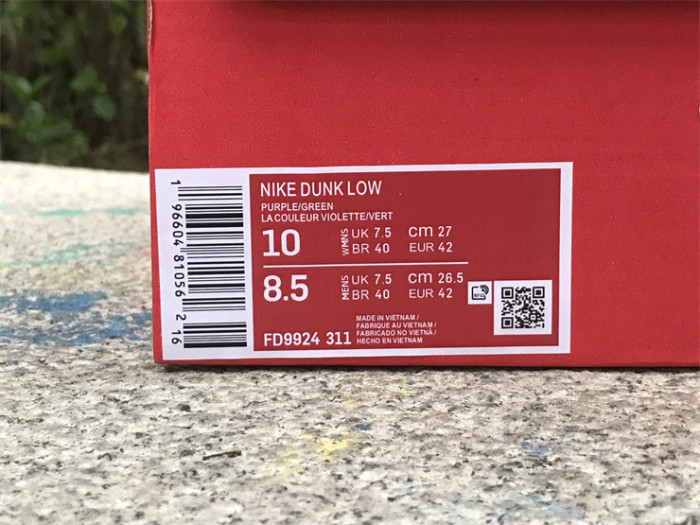 1 96604 81056 2 16
NIKE DUNK LOW
PURPLE/GREEN
LA COULEUR VIOLETTE/VERT
10 WMNS UK 7.5 cm 27
BR 40 EUR 42
8.5 MENS UK 7.5 cm 26.5
BR 40 EUR 42
FD9924 311
MADE IN VIETNAM /
FABRIQUE AU VIETNAM /
FABRICADO NO VIETNÃ /
HECHO EN VIETNAM
RFID